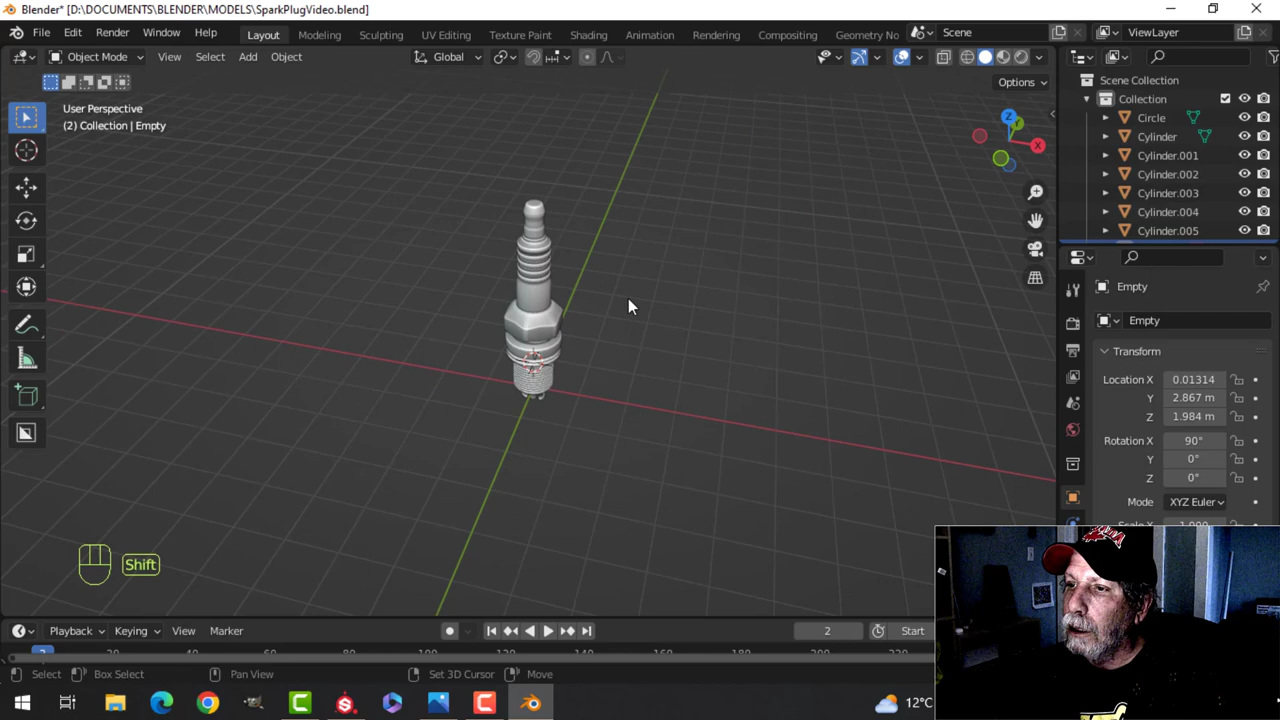 Blender* [D:\DOCUMENTS\BLENDER\MODELS\SparkPlugVideo.blend]
File Edit Render Window Help Layout Modeling Sculpting UV Editing Texture Paint Shading Animation Rendering Compositing Geometry No Scene ViewLayer
Object Mode View Select Add Object Global
Options
User Perspective
(2) Collection | Empty
Z
Y
X
Scene Collection
Collection
Circle
Cylinder
Cylinder.001
Cylinder.002
Cylinder.003
Cylinder.004
Cylinder.005
Empty
Empty
Transform
Location X 0.01314
Y 2.867 m
Z 1.984 m
Rotation X 90°
Y 0°
Z 0°
Mode XYZ Euler
Shift
Playback Keying View Marker 2 Start
Select Box Select Pan View Set 3D Cursor Move
12°C